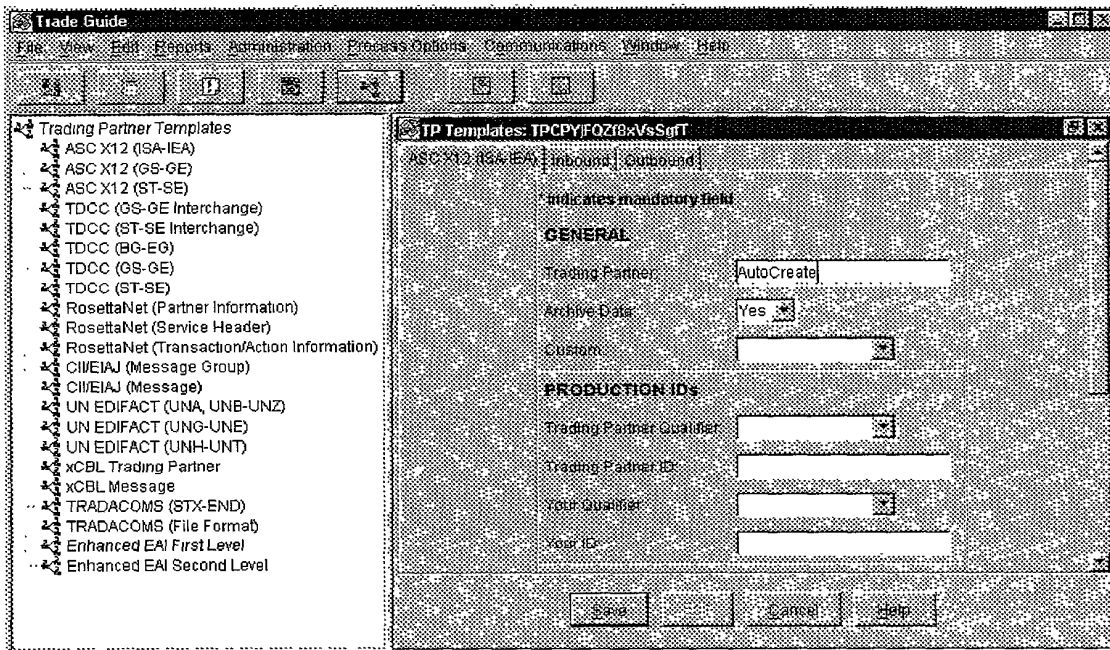 Trade Guide
File View Edit Reports Administration Process Options Communications Window Help
Trading Partner Templates
ASC X12 (ISA-IEA)
ASC X12 (GS-GE)
ASC X12 (ST-SE)
TDCC (GS-GE Interchange)
TDCC (ST-SE Interchange)
TDCC (BG-EG)
TDCC (GS-GE)
TDCC (ST-SE)
RosettaNet (Partner Information)
RosettaNet (Service Header)
RosettaNet (Transaction/Action Information)
CII/EIAJ (Message Group)
CII/EIAJ (Message)
UN EDIFACT (UNA, UNB-UNZ)
UN EDIFACT (UNG-UNE)
UN EDIFACT (UNH-UNT)
xCBL Trading Partner
xCBL Message
TRADACOMS (STX-END)
TRADACOMS (File Format)
Enhanced EAI First Level
Enhanced EAI Second Level
TP Templates: TPCPY|FQZf8xVsSgfT
ASC X12 (ISA-IEA) Inbound Outbound
* indicates mandatory field
GENERAL
Trading Partner: AutoCreate
Archive Data: Yes
Custom:
PRODUCTION IDs
Trading Partner Qualifier:
Trading Partner ID:
Your Qualifier:
Your ID:
Save Cancel Help